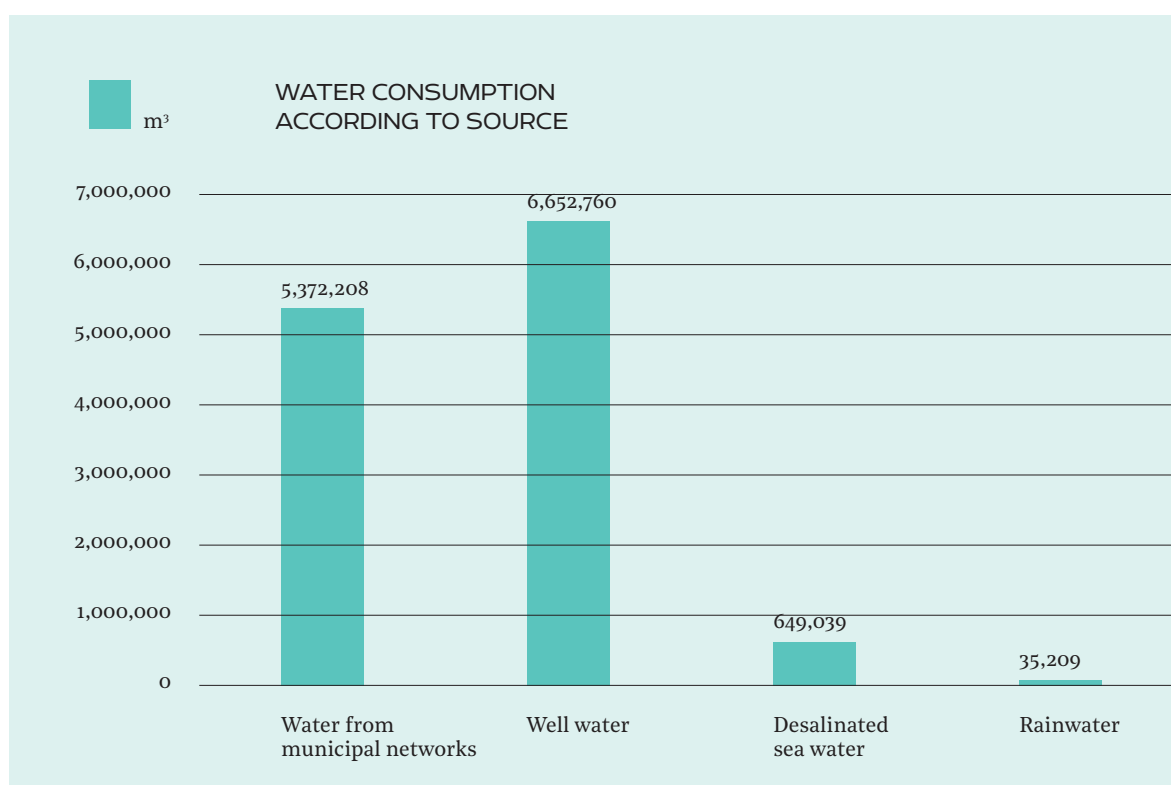 m³
WATER CONSUMPTION
ACCORDING TO SOURCE
7,000,000
6,000,000
5,000,000
4,000,000
3,000,000
2,000,000
1,000,000
0
5,372,208
6,652,760
649,039
35,209
Water from
municipal networks
Well water
Desalinated
sea water
Rainwater